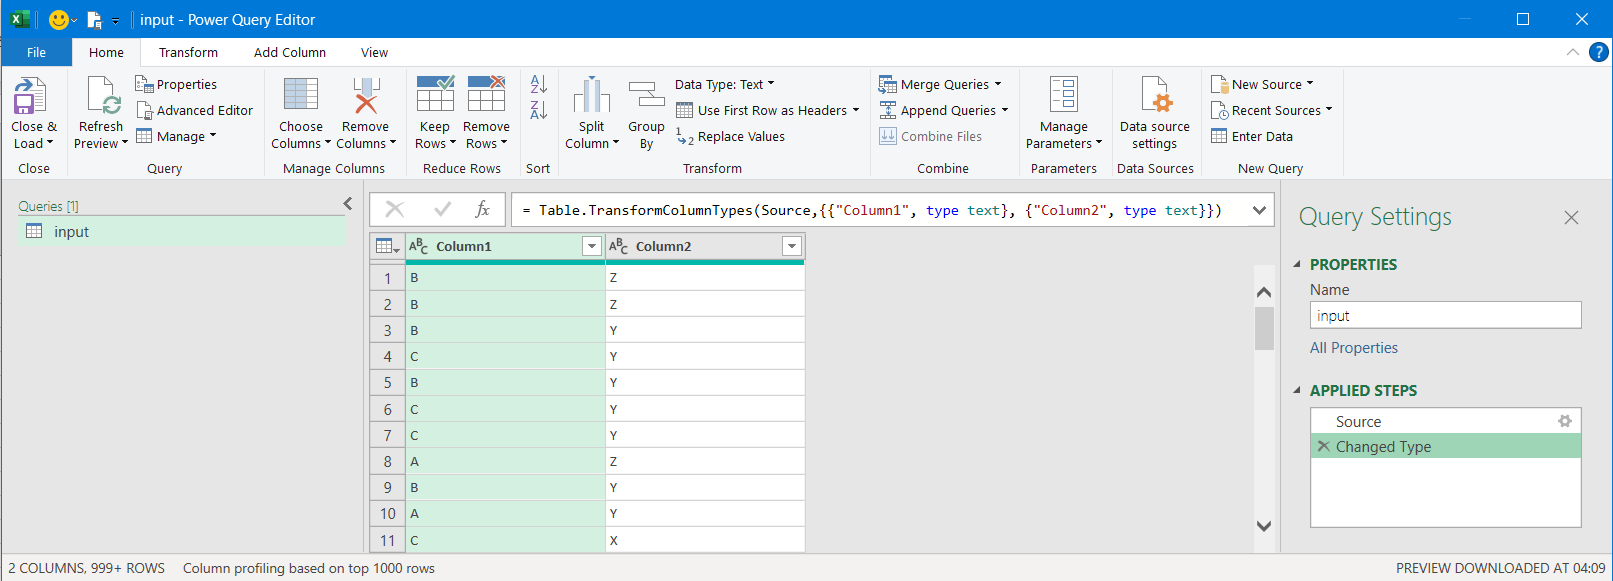 input - Power Query Editor
File Home Transform Add Column View
Close & Load
Close
Refresh Preview
Properties
Advanced Editor
Manage
Query
Choose Columns
Remove Columns
Manage Columns
Keep Rows
Remove Rows
Reduce Rows
A Z
Z A
Sort
Split Column
Group By
Data Type: Text
Use First Row as Headers
1 2 Replace Values
Transform
Merge Queries
Append Queries
Combine Files
Combine
Manage Parameters
Parameters
Data source settings
Data Sources
New Source
Recent Sources
Enter Data
New Query
?
Queries [1]
input
fx = Table.TransformColumnTypes(Source,{{"Column1", type text}, {"Column2", type text}})
ABC Column1 ABC Column2
1 B Z
2 B Z
3 B Y
4 C Y
5 B Y
6 C Y
7 C Y
8 A Z
9 B Y
10 A Y
11 C X
Query Settings
PROPERTIES
Name
input
All Properties
APPLIED STEPS
Source
Changed Type
2 COLUMNS, 999+ ROWS Column profiling based on top 1000 rows PREVIEW DOWNLOADED AT 04:09